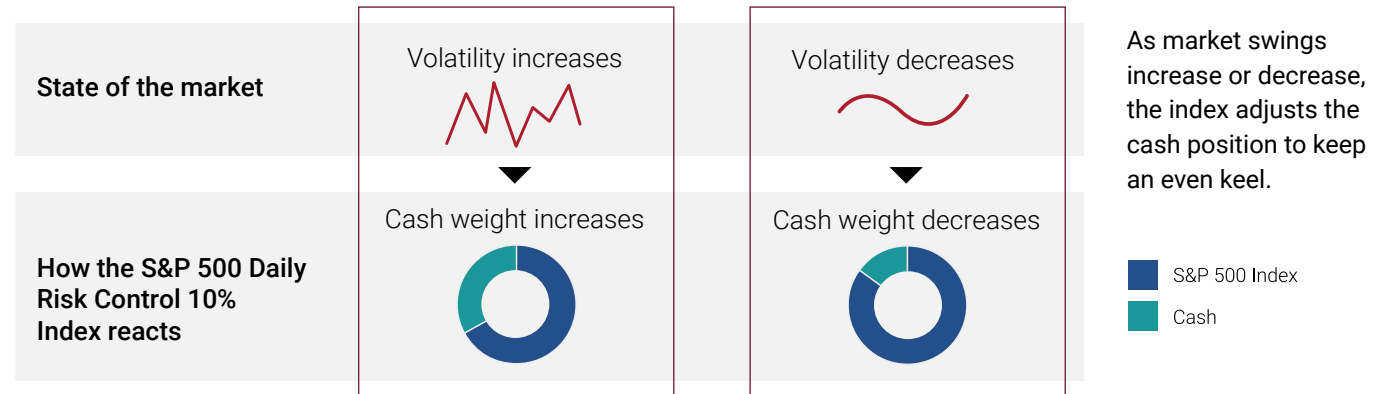 State of the market
Volatility increases
Volatility decreases
As market swings
increase or decrease,
the index adjusts the
cash position to keep
an even keel.
How the S&P 500 Daily
Risk Control 10%
Index reacts
Cash weight increases
Cash weight decreases
S&P 500 Index
Cash